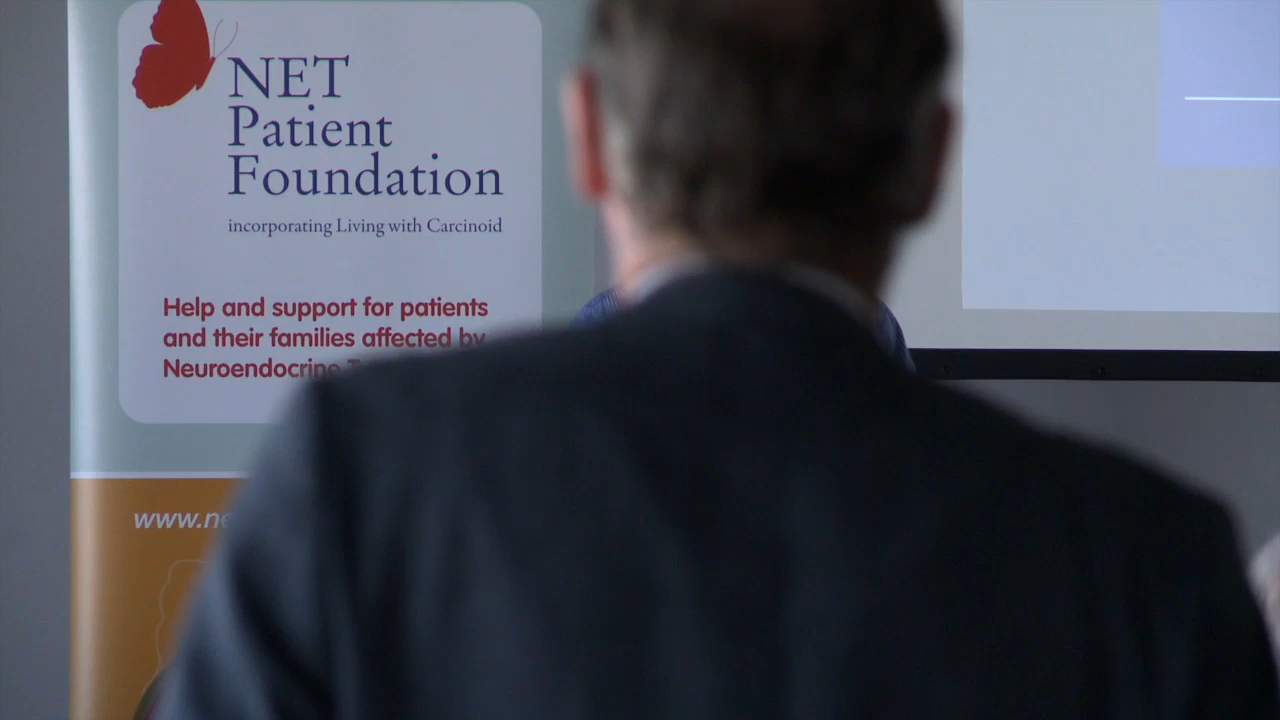 NET
Patient
Foundation
incorporating Living with Carcinoid
Help and support for patients
and their families affected by
Neuroendocrine
www.ne